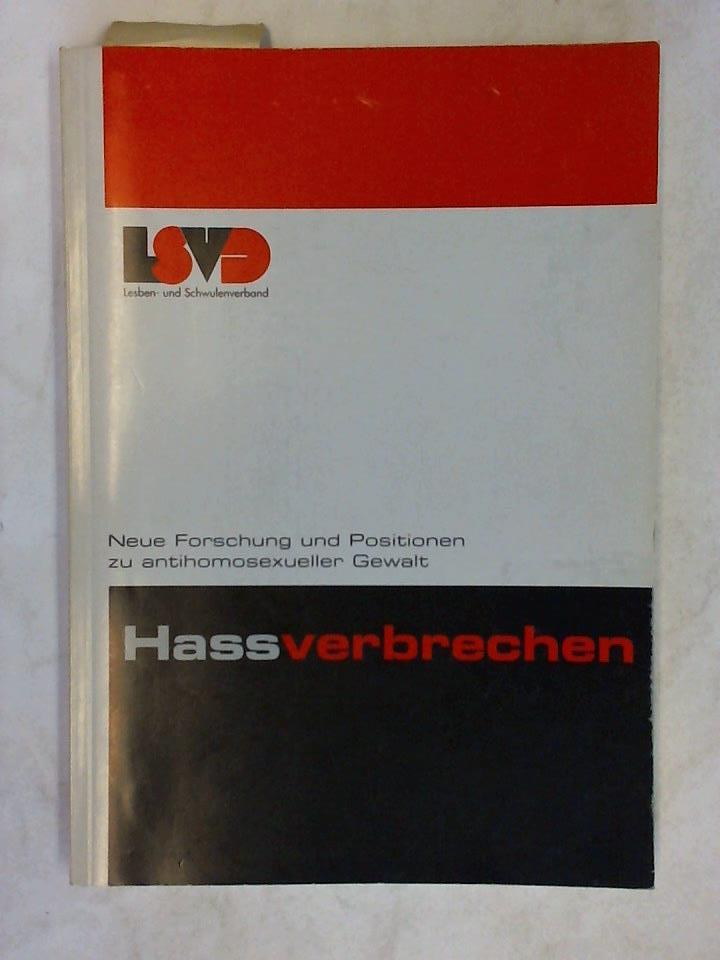 LSVD
Lesben- und Schwulenverband
Neue Forschung und Positionen
zu antihomosexueller Gewalt
Hassverbrechen